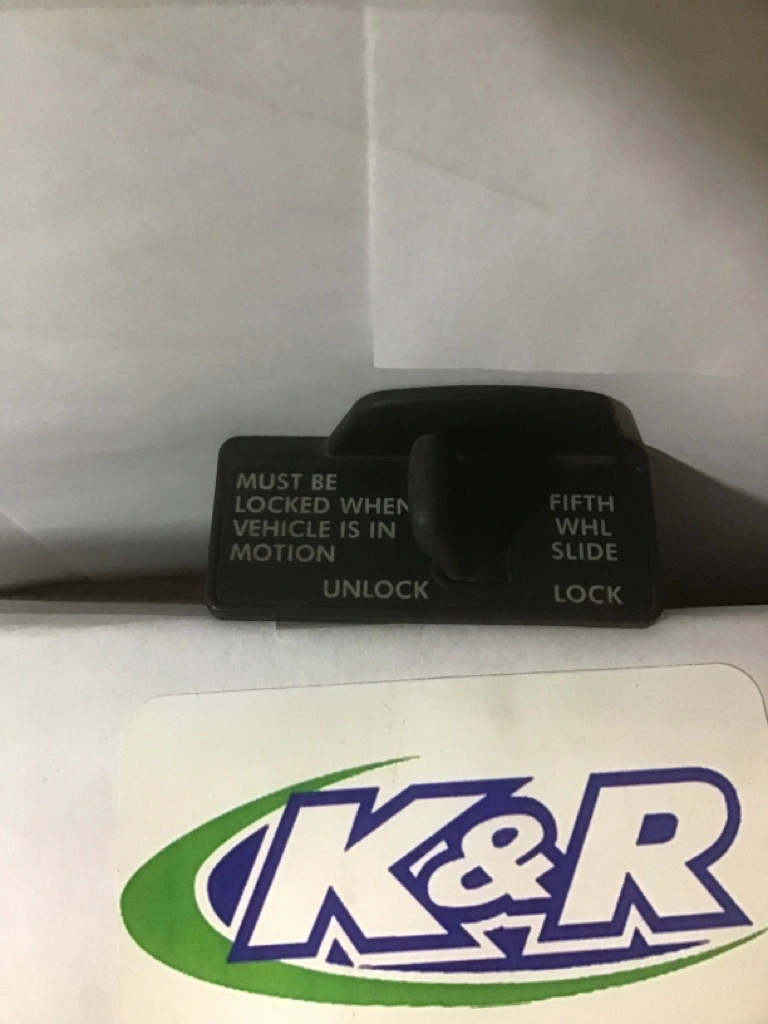 MUST BE
LOCKED WHEN
VEHICLE IS IN
MOTION
UNLOCK
FIFTH
WHL
SLIDE
LOCK
K&R